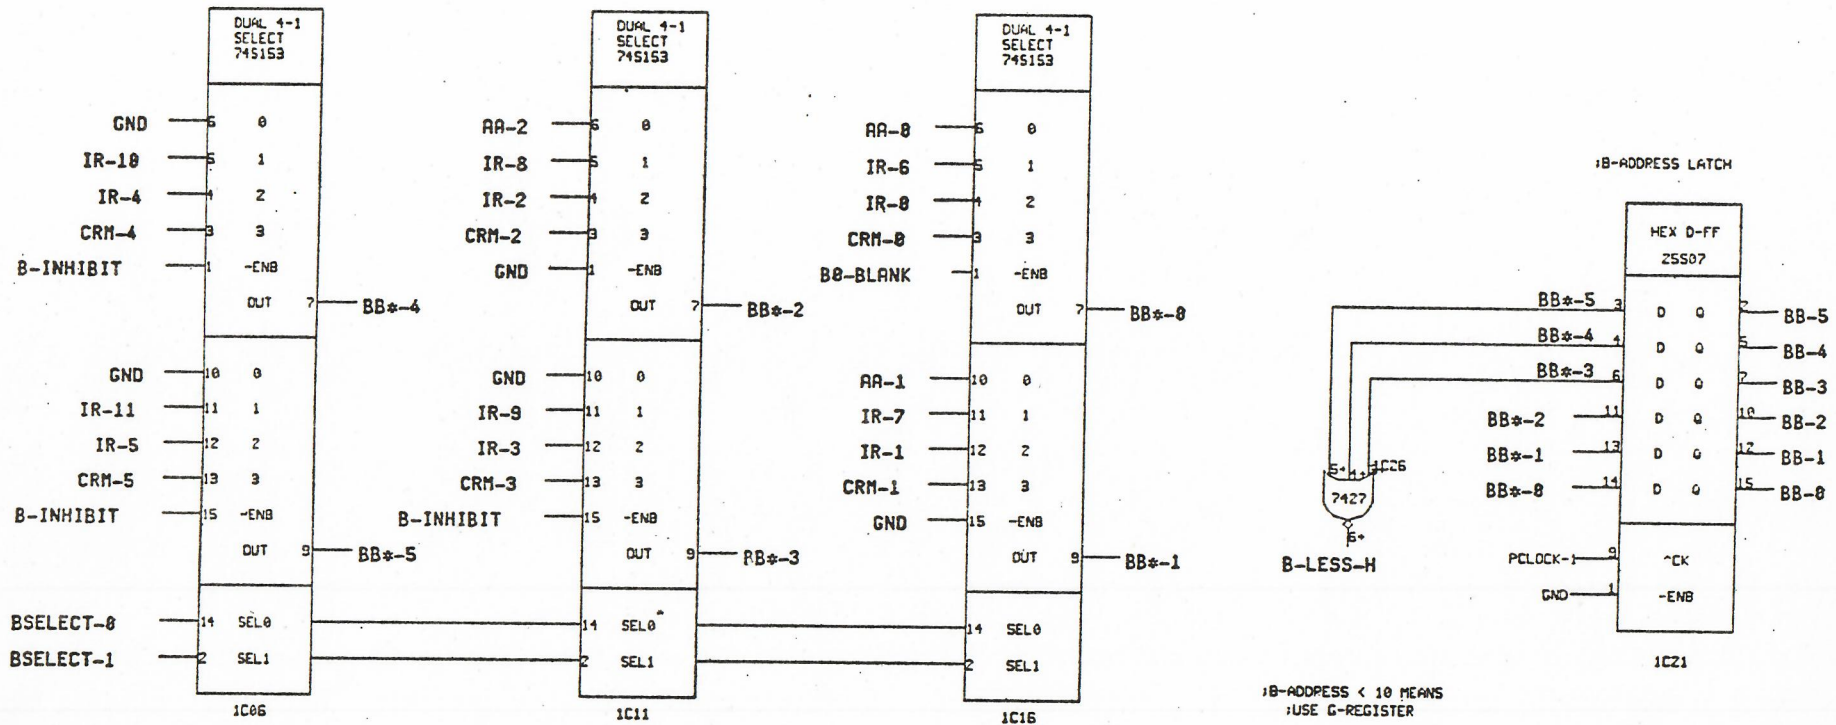 DUAL 4-1
SELECT
74S153
GND 6 0
IR-10 5 1
IR-4 4 2
CRM-4 3 3
B-INHIBIT 1 -ENB
OUT 7 BB*-4
GND 10 0
IR-11 11 1
IR-5 12 2
CRM-5 13 3
B-INHIBIT 15 -ENB
OUT 9 BB*-5
BSELECT-0 14 SEL0
BSELECT-1 2 SEL1
1C06
DUAL 4-1
SELECT
74S153
AA-2 6 0
IR-8 5 1
IR-2 4 2
CRM-2 3 3
GND 1 -ENB
OUT 7 BB*-2
GND 10 0
IR-9 11 1
IR-3 12 2
CRM-3 13 3
B-INHIBIT 15 -ENB
OUT 9 BB*-3
14 SEL0
2 SEL1
1C11
DUAL 4-1
SELECT
74S153
AA-0 6 0
IR-6 5 1
IR-0 4 2
CRM-0 3 3
B0-BLANK 1 -ENB
OUT 7 BB*-0
AA-1 10 0
IR-7 11 1
IR-1 12 2
CRM-1 13 3
GND 15 -ENB
OUT 9 BB*-1
14 SEL0
2 SEL1
1C16
;B-ADDRESS LATCH
HEX D-FF
25S07
BB*-5 3 D Q 2 BB-5
BB*-4 4 D Q 5 BB-4
BB*-3 6 D Q 7 BB-3
BB*-2 11 D Q 10 BB-2
BB*-1 13 D Q 12 BB-1
BB*-0 14 D Q 15 BB-0
PCLOCK-1 9 ^CK
GND 1 -ENB
1C21
5+ 4+ 3+ 1C26
7427
6+
B-LESS-H
;B-ADDRESS < 10 MEANS
;USE G-REGISTER